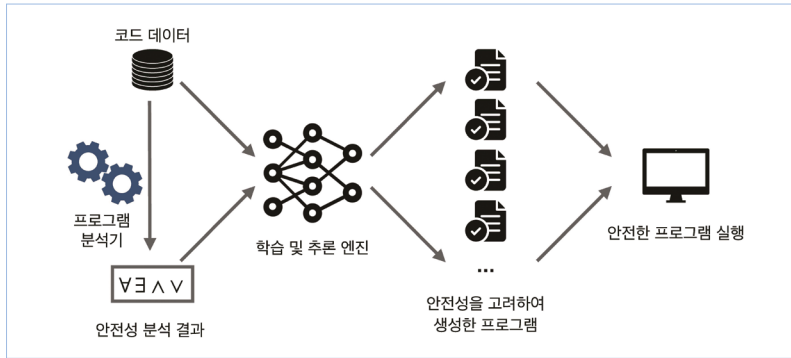 코드 데이터
프로그램
분석기
∀∃∧∨
안전성 분석 결과
학습 및 추론 엔진
...
안전성을 고려하여
생성한 프로그램
안전한 프로그램 실행